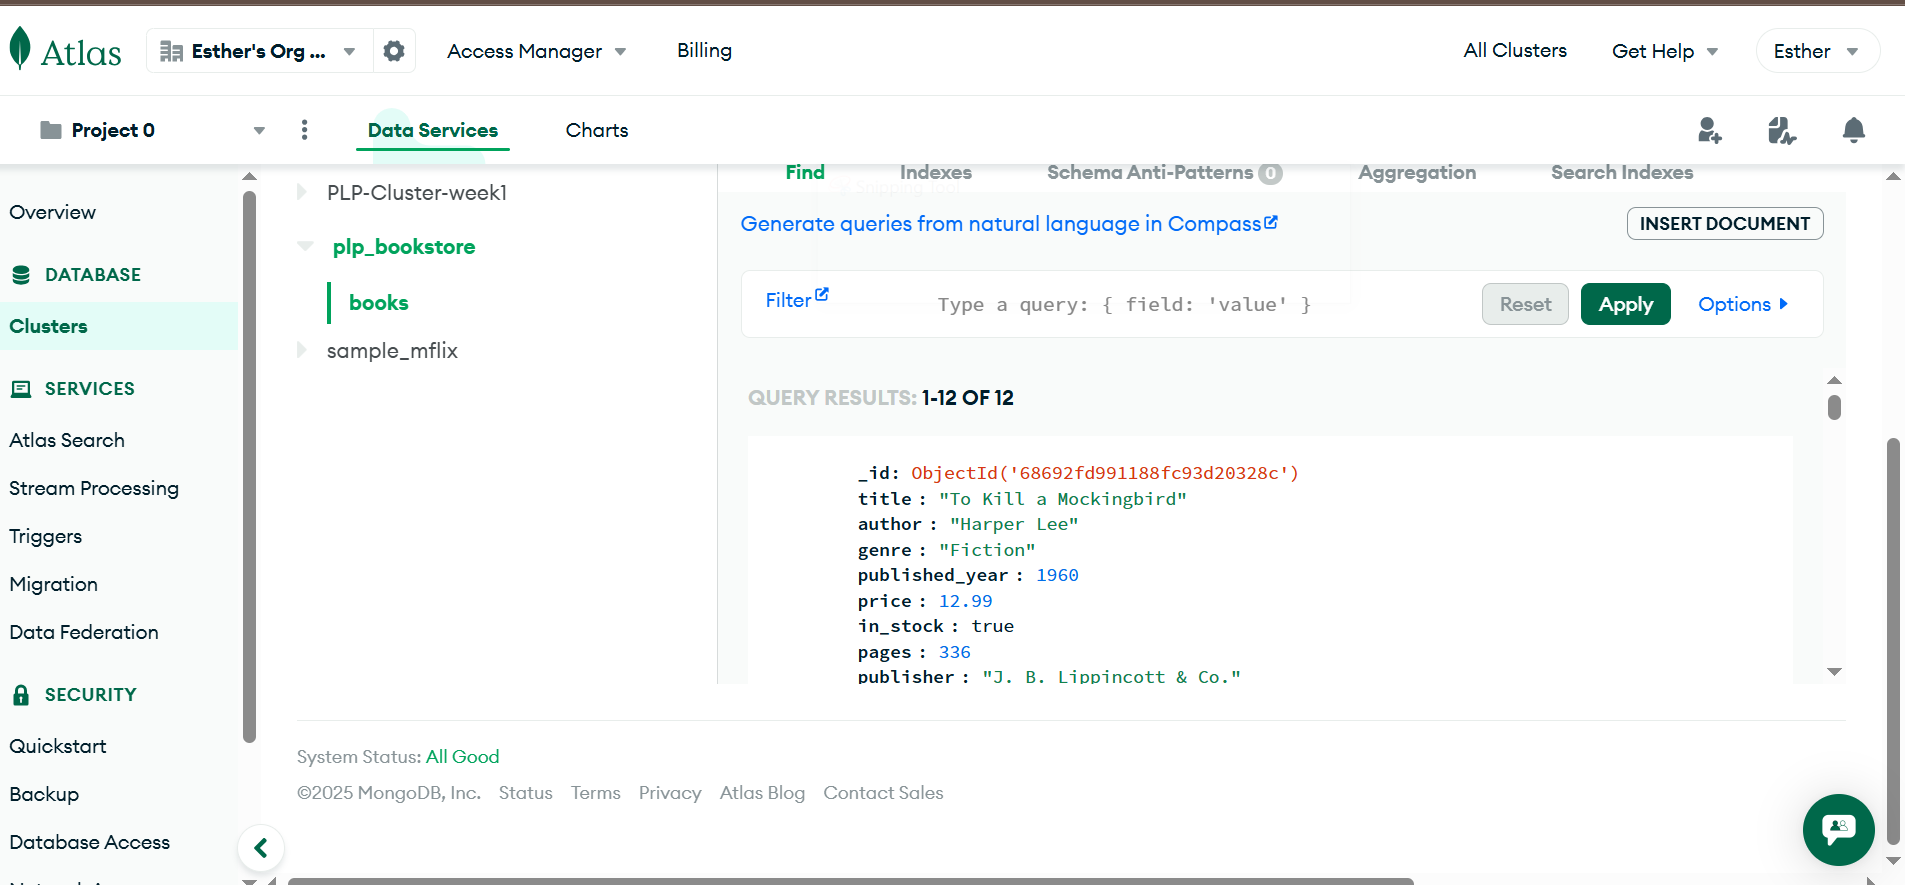 Atlas
Esther's Org ...
Access Manager
Billing
All Clusters
Get Help
Esther
Project 0
Data Services
Charts
Overview
DATABASE
Clusters
SERVICES
Atlas Search
Stream Processing
Triggers
Migration
Data Federation
SECURITY
Quickstart
Backup
Database Access
PLP-Cluster-week1
plp_bookstore
books
sample_mflix
Find
Indexes
Schema Anti-Patterns 0
Aggregation
Search Indexes
Snipping Tool
Generate queries from natural language in Compass
INSERT DOCUMENT
Filter
Type a query: { field: 'value' }
Reset
Apply
Options
QUERY RESULTS: 1-12 OF 12
_id: ObjectId('68692fd991188fc93d20328c')
title : "To Kill a Mockingbird"
author : "Harper Lee"
genre : "Fiction"
published_year : 1960
price : 12.99
in_stock : true
pages : 336
publisher : "J. B. Lippincott & Co."
System Status: All Good
©2025 MongoDB, Inc. Status Terms Privacy Atlas Blog Contact Sales